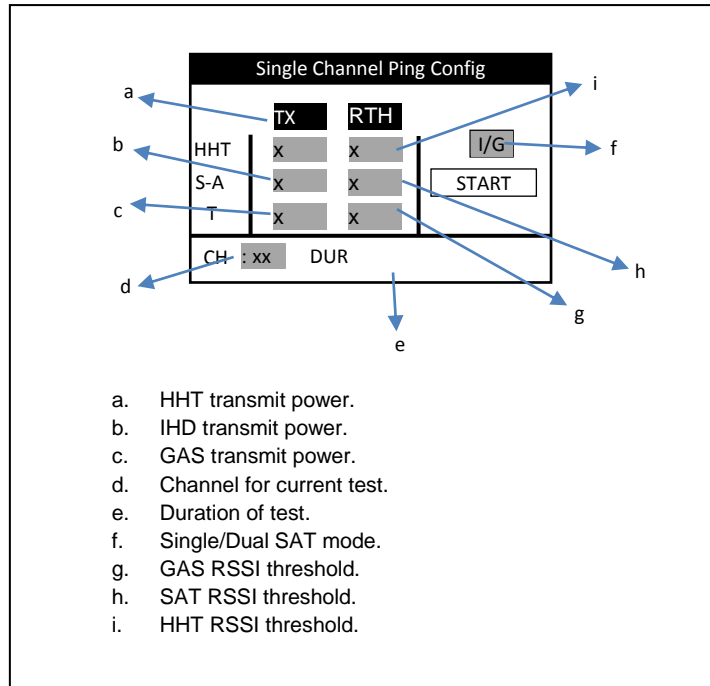 Single Channel Ping Config
a
TX RTH
i
HHT x x
I/G
f
b
S-A x x
START
c
T x x
CH : xx DUR
d
h
g
e
a. HHT transmit power.
b. IHD transmit power.
c. GAS transmit power.
d. Channel for current test.
e. Duration of test.
f. Single/Dual SAT mode.
g. GAS RSSI threshold.
h. SAT RSSI threshold.
i. HHT RSSI threshold.